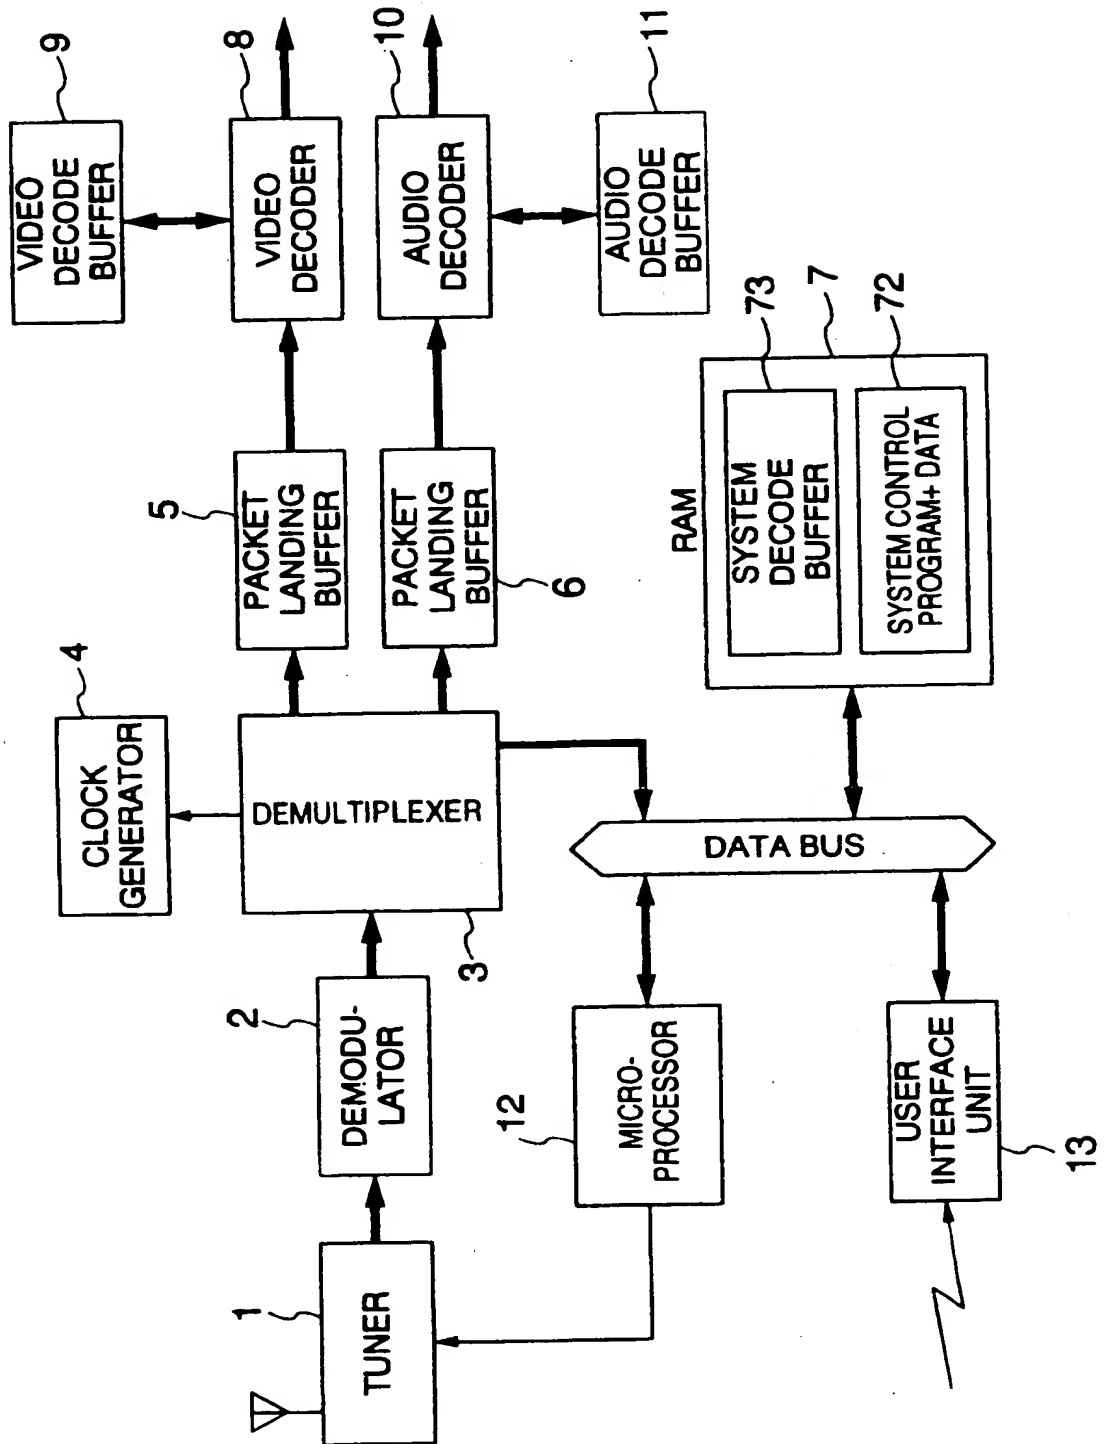 9
VIDEO
DECODE
BUFFER
8
VIDEO
DECODER
10
AUDIO
DECODER
11
AUDIO
DECODE
BUFFER
5
PACKET
LANDING
BUFFER
PACKET
LANDING
BUFFER
6
4
CLOCK
GENERATOR
DEMULTIPLEXER
3
2
DEMODU-
LATOR
1
TUNER
RAM
7
73
SYSTEM
DECODE
BUFFER
72
SYSTEM CONTROL
PROGRAM+ DATA
DATA BUS
12
MICRO-
PROCESSOR
USER
INTERFACE
UNIT
13